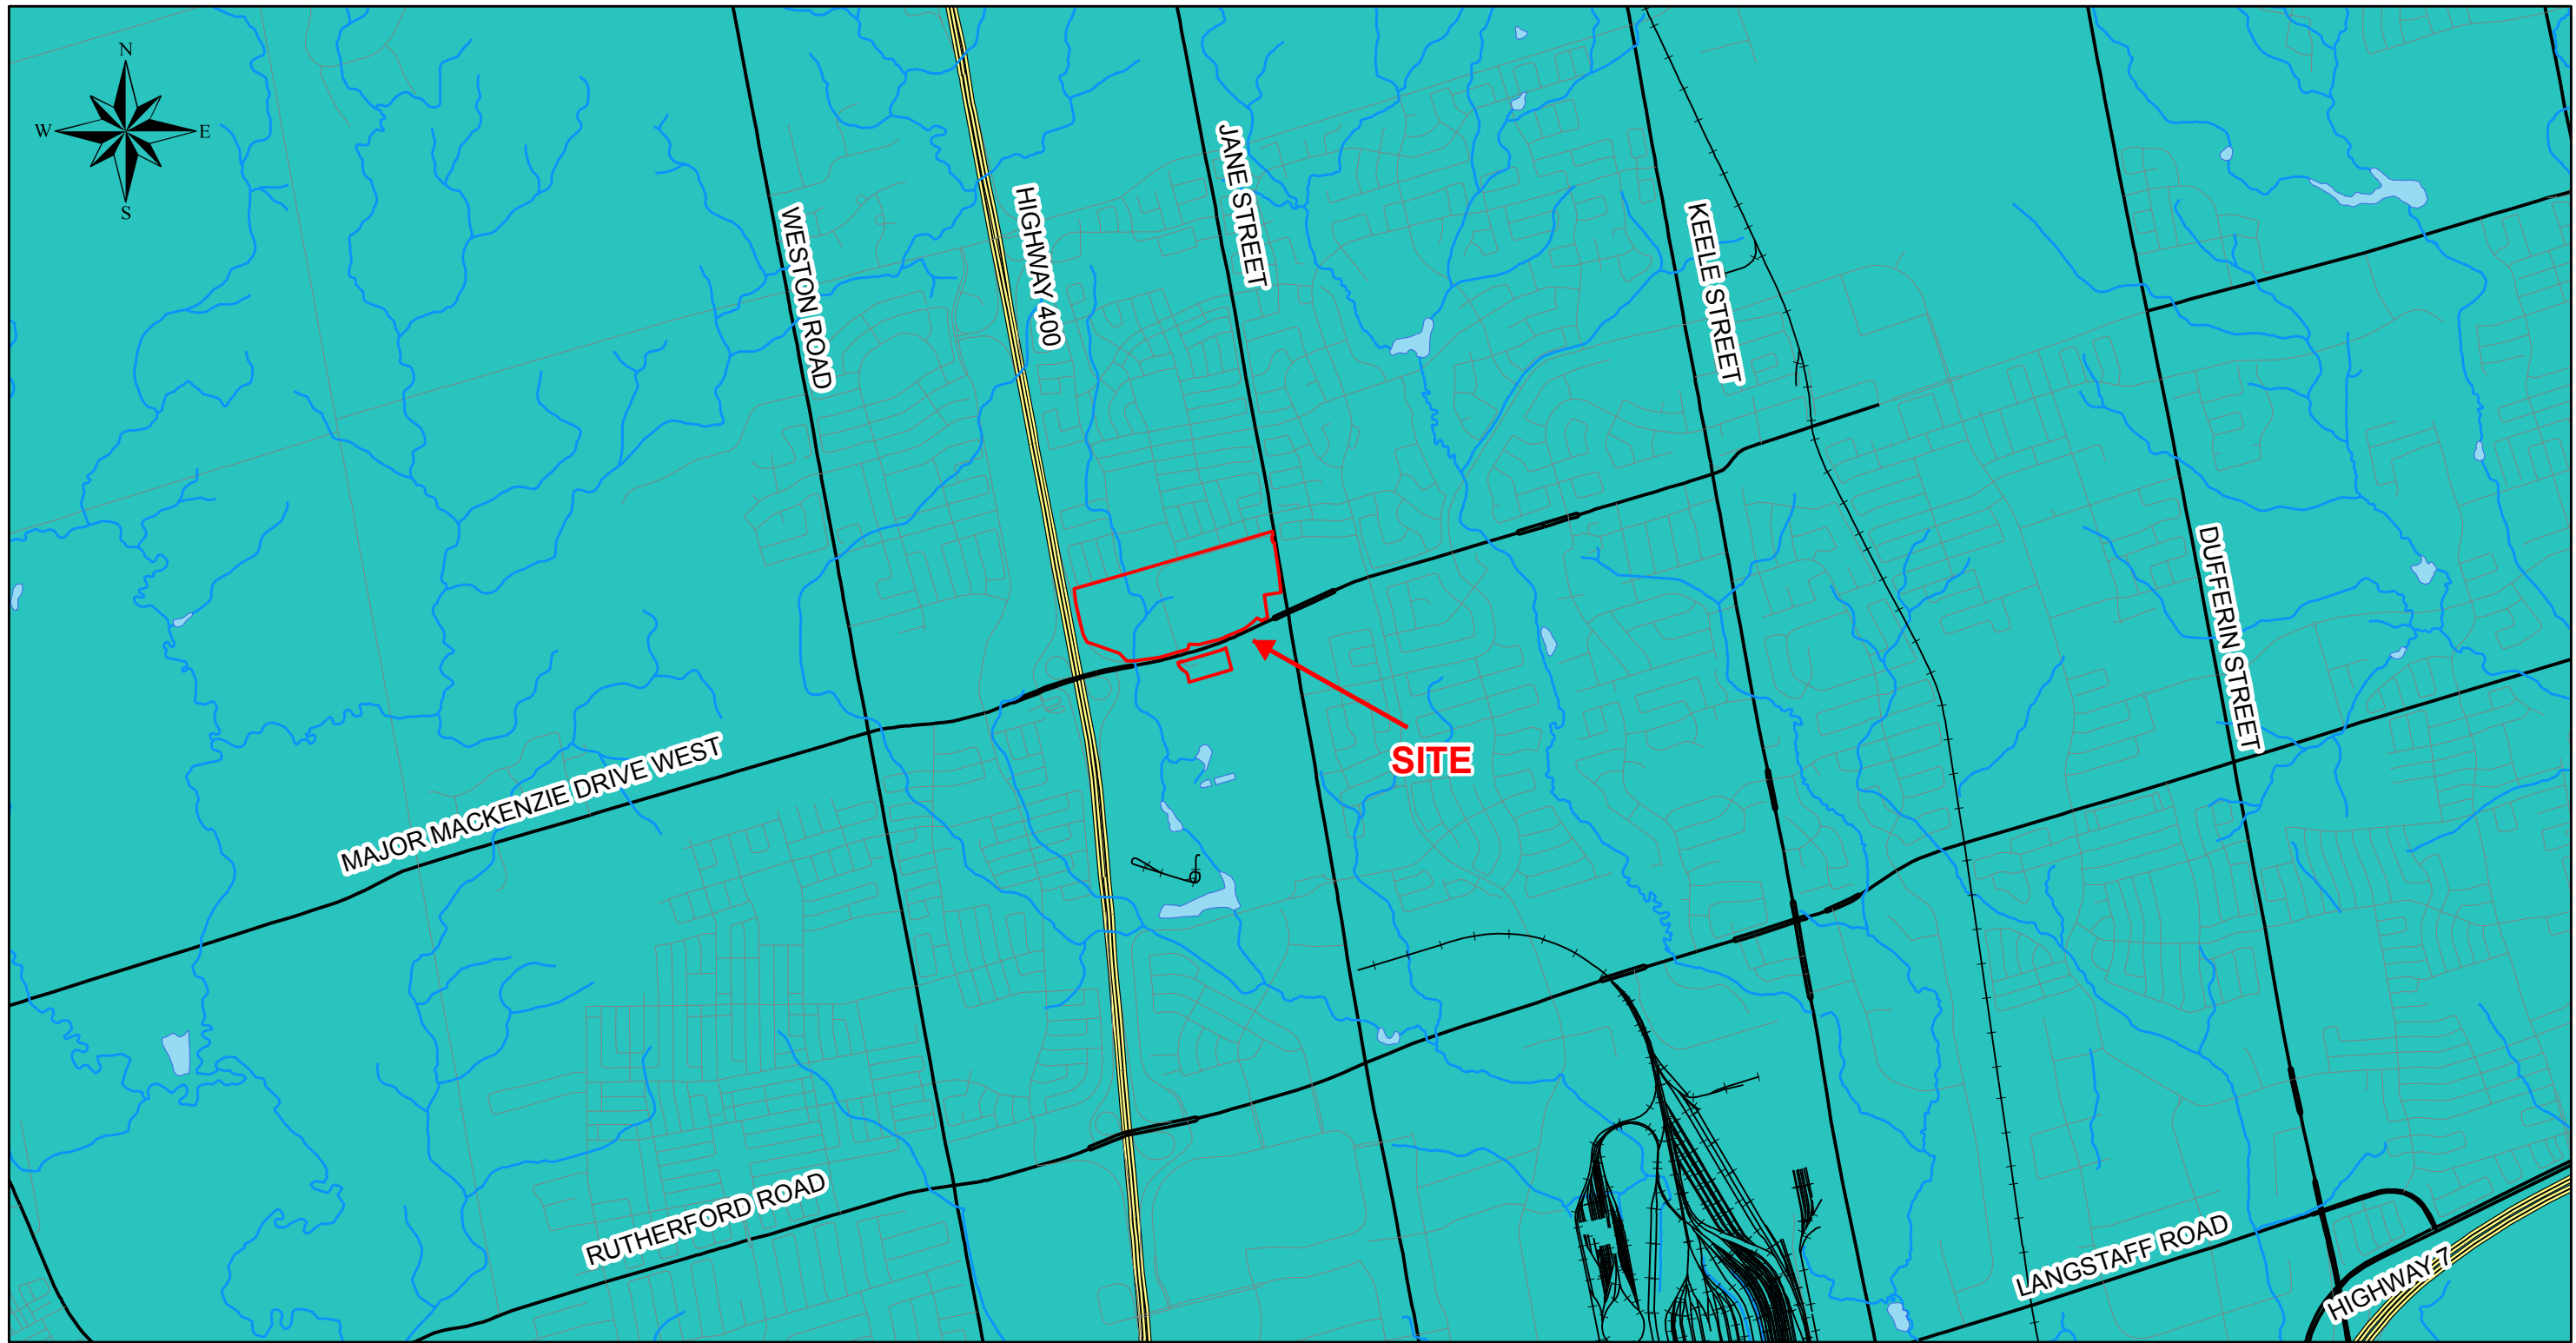 N
W
E
S
JANE STREET
HIGHWAY 400
WESTON ROAD
KEELE STREET
DUFFERIN STREET
SITE
MAJOR MACKENZIE DRIVE WEST
RUTHERFORD ROAD
LANGSTAFF ROAD
HIGHWAY 7